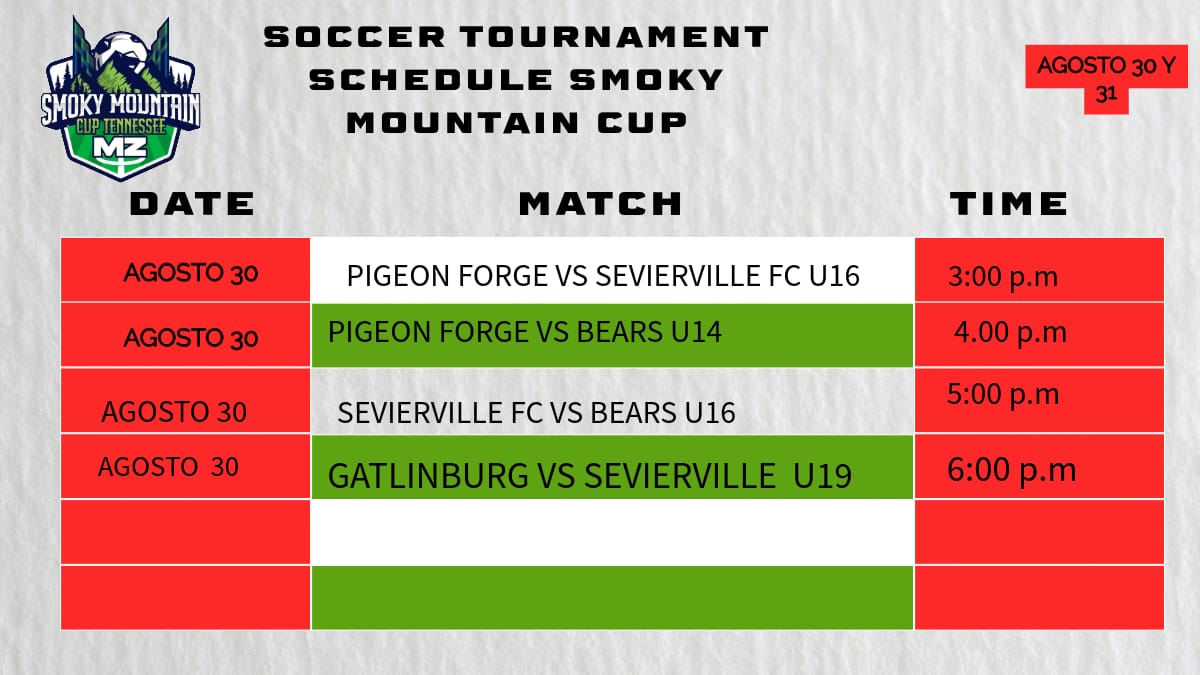 SOCCER TOURNAMENT
SCHEDULE SMOKY
MOUNTAIN CUP
SMOKY MOUNTAIN
CUP TENNESSEE
MZ
AGOSTO 30 Y
31
DATE MATCH TIME
AGOSTO 30 PIGEON FORGE VS SEVIERVILLE FC U16 3:00 p.m
AGOSTO 30 PIGEON FORGE VS BEARS U14 4.00 p.m
AGOSTO 30 SEVIERVILLE FC VS BEARS U16 5:00 p.m
AGOSTO 30 GATLINBURG VS SEVIERVILLE U19 6:00 p.m